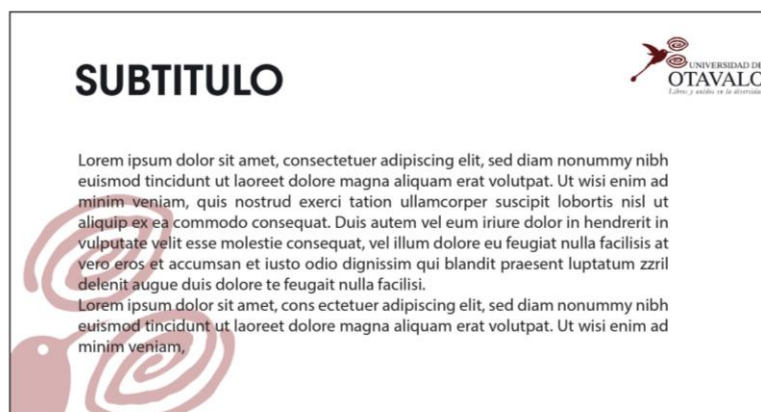 SUBTITULO
UNIVERSIDAD DE
OTAVALO
Libres y unidos en la diversidad
Lorem ipsum dolor sit amet, consectetuer adipiscing elit, sed diam nonummy nibh
euismod tincidunt ut laoreet dolore magna aliquam erat volutpat. Ut wisi enim ad
minim veniam, quis nostrud exerci tation ullamcorper suscipit lobortis nisl ut
aliquip ex ea commodo consequat. Duis autem vel eum iriure dolor in hendrerit in
vulputate velit esse molestie consequat, vel illum dolore eu feugiat nulla facilisis at
vero eros et accumsan et iusto odio dignissim qui blandit praesent luptatum zzril
delenit augue duis dolore te feugait nulla facilisi.
Lorem ipsum dolor sit amet, cons ectetuer adipiscing elit, sed diam nonummy nibh
euismod tincidunt ut laoreet dolore magna aliquam erat volutpat. Ut wisi enim ad
minim veniam,